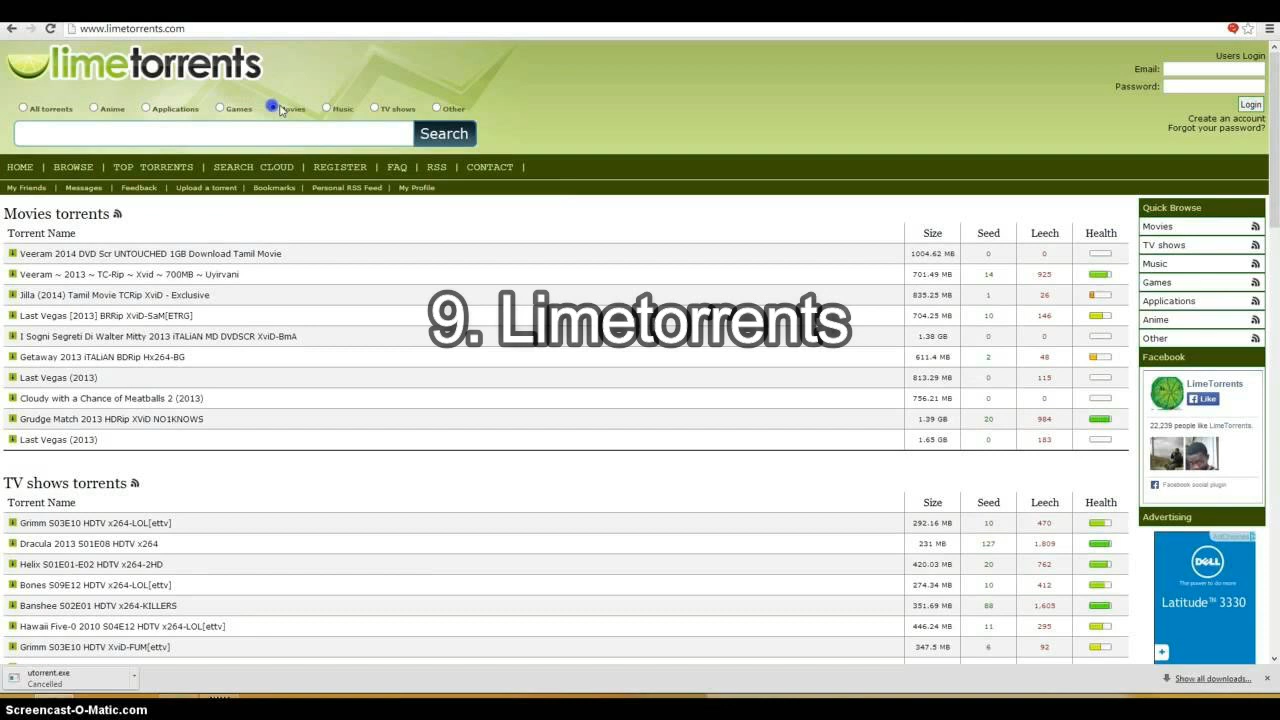 www.limetorrents.com
limetorrents
Users Login
Email:
Password:
Login
Create an account
Forgot your password?
All torrents Anime Applications Games Movies Music TV shows Other
Search
HOME | BROWSE | TOP TORRENTS | SEARCH CLOUD | REGISTER | FAQ | RSS | CONTACT |
My Friends | Messages | Feedback | Upload a torrent | Bookmarks | Personal RSS Feed | My Profile
Movies torrents
Torrent Name Size Seed Leech Health
Veeram 2014 DVD Scr UNTOUCHED 1GB Download Tamil Movie 1004.62 MB 0 0
Veeram ~ 2013 ~ TC-Rip ~ Xvid ~ 700MB ~ Uyirvani 701.49 MB 14 925
Jilla (2014) Tamil Movie TCRip XviD - Exclusive 835.25 MB 1 26
Last Vegas [2013] BRRip XviD-SaM[ETRG] 704.25 MB 10 146
I Sogni Segreti Di Walter Mitty 2013 iTALiAN MD DVDSCR XviD-BmA 1.38 GB 0 0
Getaway 2013 iTALiAN BDRip Hx264-BG 611.4 MB 2 48
Last Vegas (2013) 813.29 MB 0 115
Cloudy with a Chance of Meatballs 2 (2013) 756.21 MB 0 0
Grudge Match 2013 HDRip XViD NO1KNOWS 1.39 GB 20 984
Last Vegas (2013) 1.65 GB 0 183
9. Limetorrents
TV shows torrents
Torrent Name Size Seed Leech Health
Grimm S03E10 HDTV x264-LOL[ettv] 292.16 MB 10 470
Dracula 2013 S01E08 HDTV x264 231 MB 127 1,809
Helix S01E01-E02 HDTV x264-2HD 420.03 MB 20 762
Bones S09E12 HDTV x264-LOL[ettv] 274.34 MB 10 412
Banshee S02E01 HDTV x264-KILLERS 351.69 MB 88 1,605
Hawaii Five-0 2010 S04E12 HDTV x264-LOL[ettv] 446.24 MB 11 295
Grimm S03E10 HDTV XviD-FUM[ettv] 347.5 MB 6 92
Quick Browse
Movies
TV shows
Music
Games
Applications
Anime
Other
Facebook
LimeTorrents
Like
22,239 people like LimeTorrents.
Facebook social plugin
Advertising
AdChoices
DELL
The power to do more
Latitude™ 3330
utorrent.exe
Cancelled
Show all downloads...
Screencast-O-Matic.com